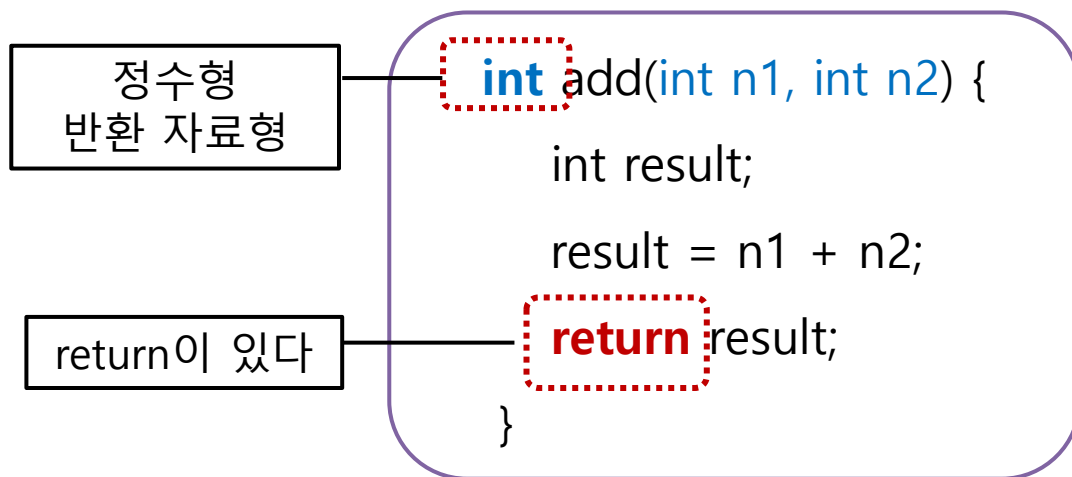 정수형
반환 자료형
int add(int n1, int n2) {
int result;
result = n1 + n2;
return이 있다
return result;
}